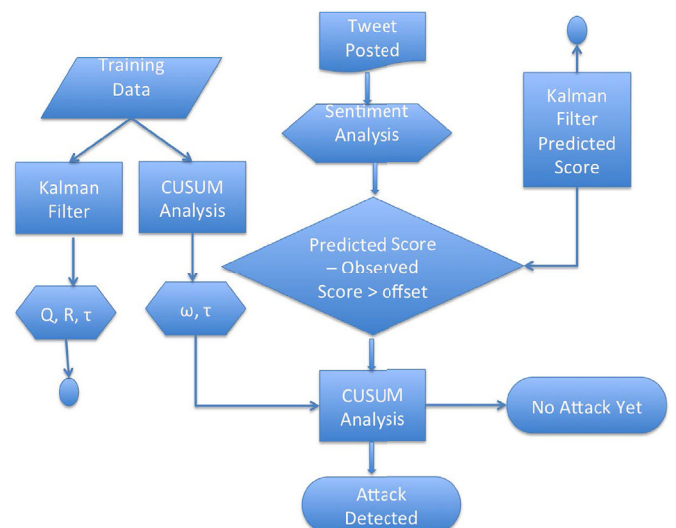 Tweet
Posted
Training
Data
Sentiment
Analysis
Kalman
Filter
Predicted
Score
Kalman
Filter
CUSUM
Analysis
Predicted Score
– Observed
Score > offset
Q, R, τ
ω, τ
CUSUM
Analysis
No Attack Yet
Attack
Detected